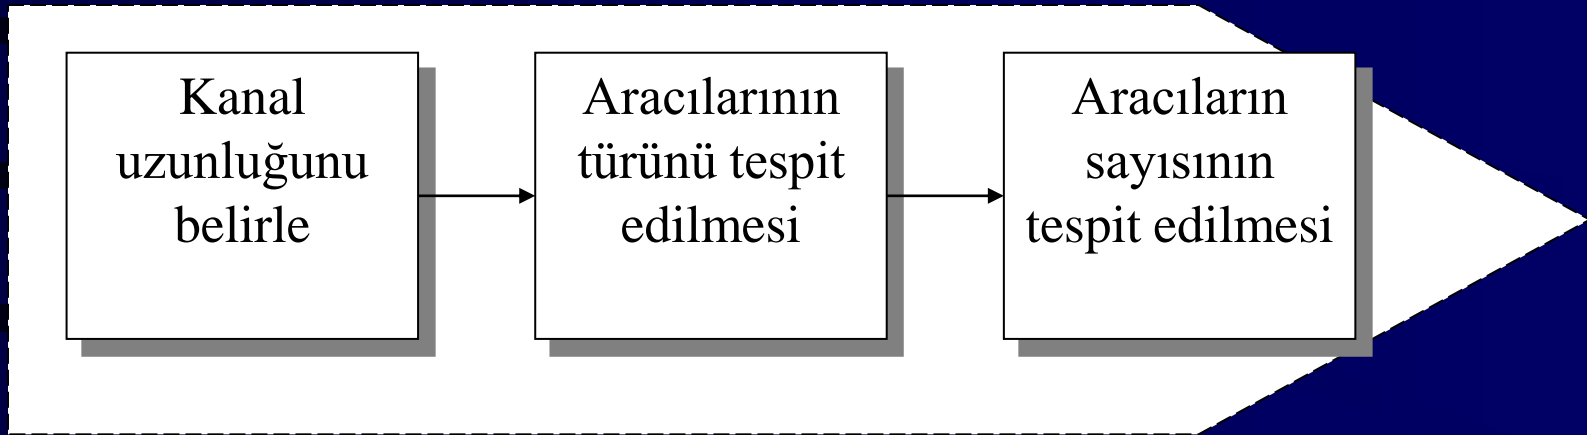 Kanal
uzunluğunu
belirle
Aracılarının
türünü tespit
edilmesi
Aracıların
sayısının
tespit edilmesi